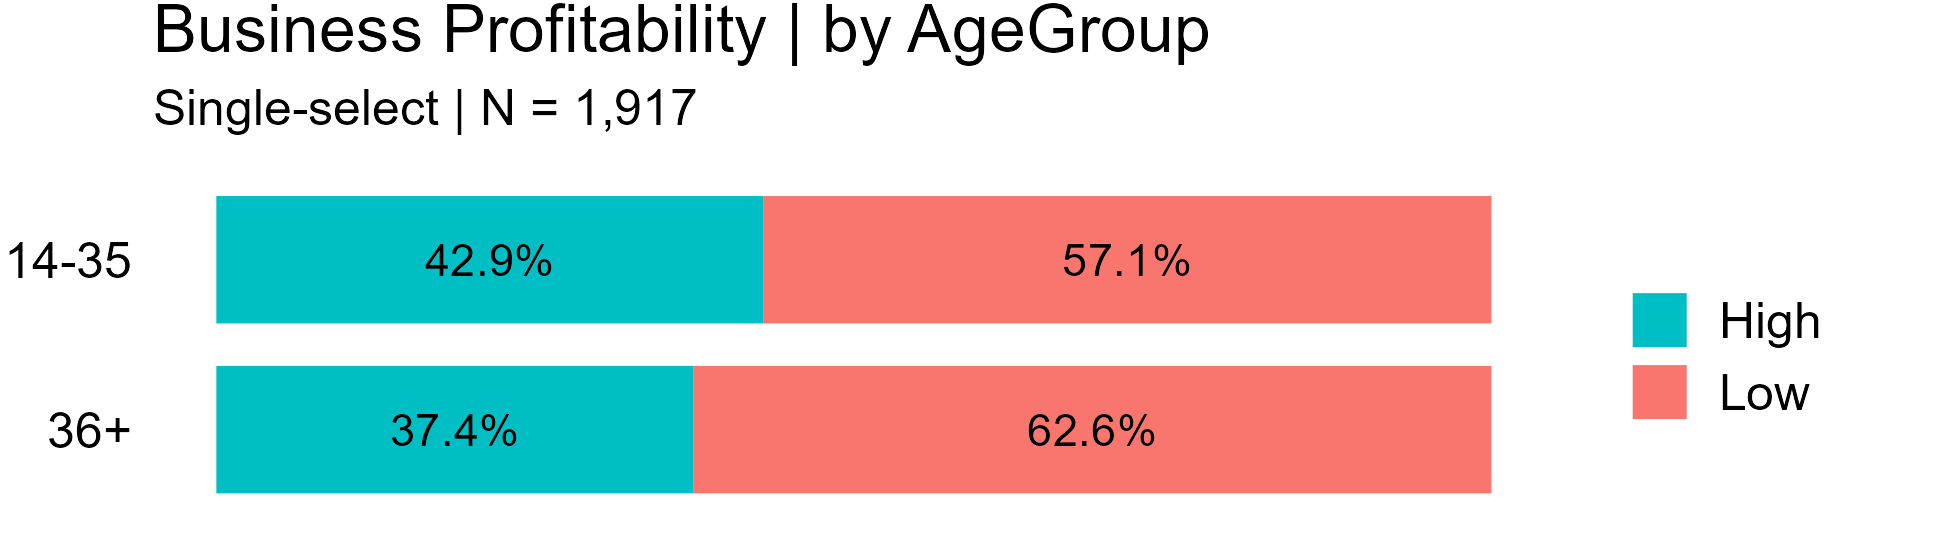 Business Profitability | by AgeGroup
Single-select | N = 1,917
14-35 42.9% 57.1%
36+ 37.4% 62.6%
High
Low